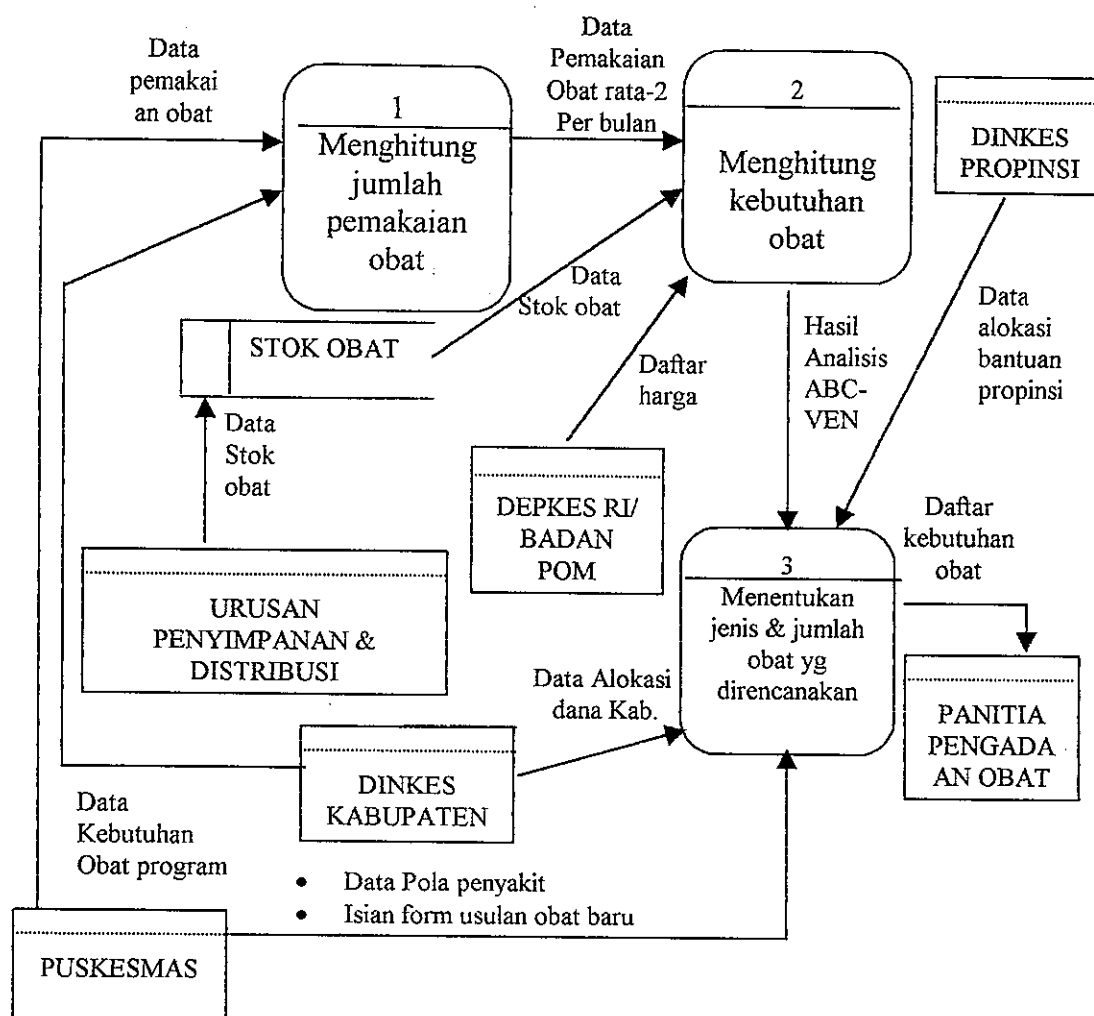 Data
pemakai
an obat
1
Menghitung
jumlah
pemakaian
obat
Data
Pemakaian
Obat rata-2
Per bulan
2
Menghitung
kebutuhan
obat
DINKES
PROPINSI
Data
Stok obat
STOK OBAT
Data
Stok
obat
Daftar
harga
Hasil
Analisis
ABC-
VEN
Data
alokasi
bantuan
propinsi
DEPKES RI/
BADAN
POM
URUSAN
PENYIMPANAN &
DISTRIBUSI
3
Menentukan
jenis & jumlah
obat yg
direncanakan
Daftar
kebutuhan
obat
PANITIA
PENGADA
AN OBAT
Data Alokasi
dana Kab.
DINKES
KABUPATEN
Data
Kebutuhan
Obat program
• Data Pola penyakit
• Isian form usulan obat baru
PUSKESMAS